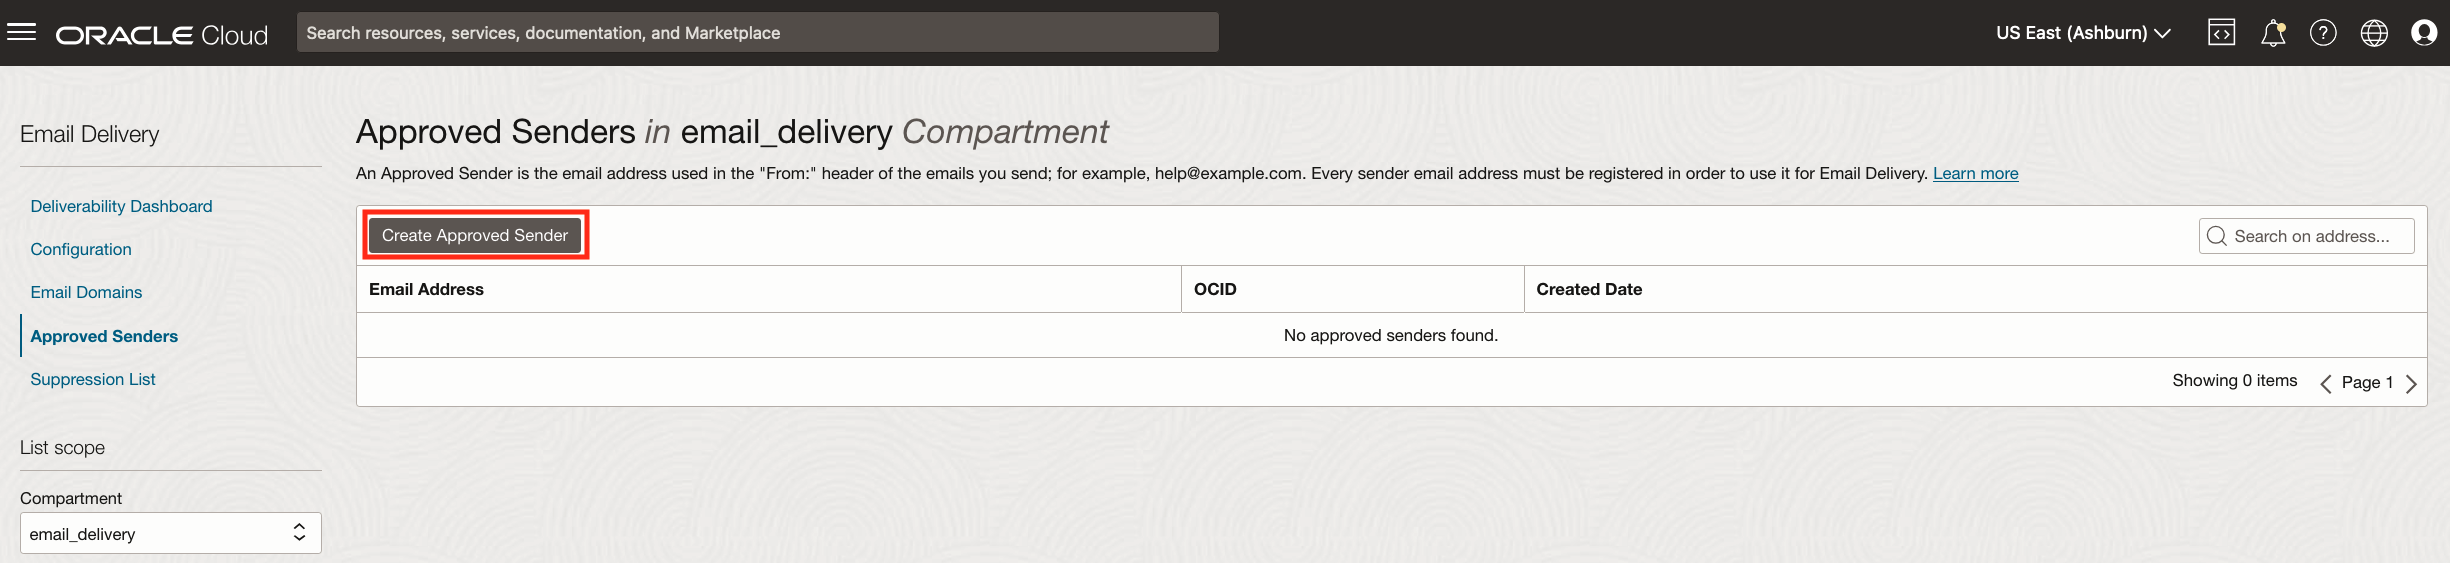 ORACLE Cloud
Search resources, services, documentation, and Marketplace
US East (Ashburn)
Email Delivery
Deliverability Dashboard
Configuration
Email Domains
Approved Senders
Suppression List
List scope
Compartment
email_delivery
Approved Senders in email_delivery Compartment
An Approved Sender is the email address used in the "From:" header of the emails you send; for example, help@example.com. Every sender email address must be registered in order to use it for Email Delivery. Learn more
Create Approved Sender
Search on address...
Email Address OCID Created Date
No approved senders found.
Showing 0 items Page 1